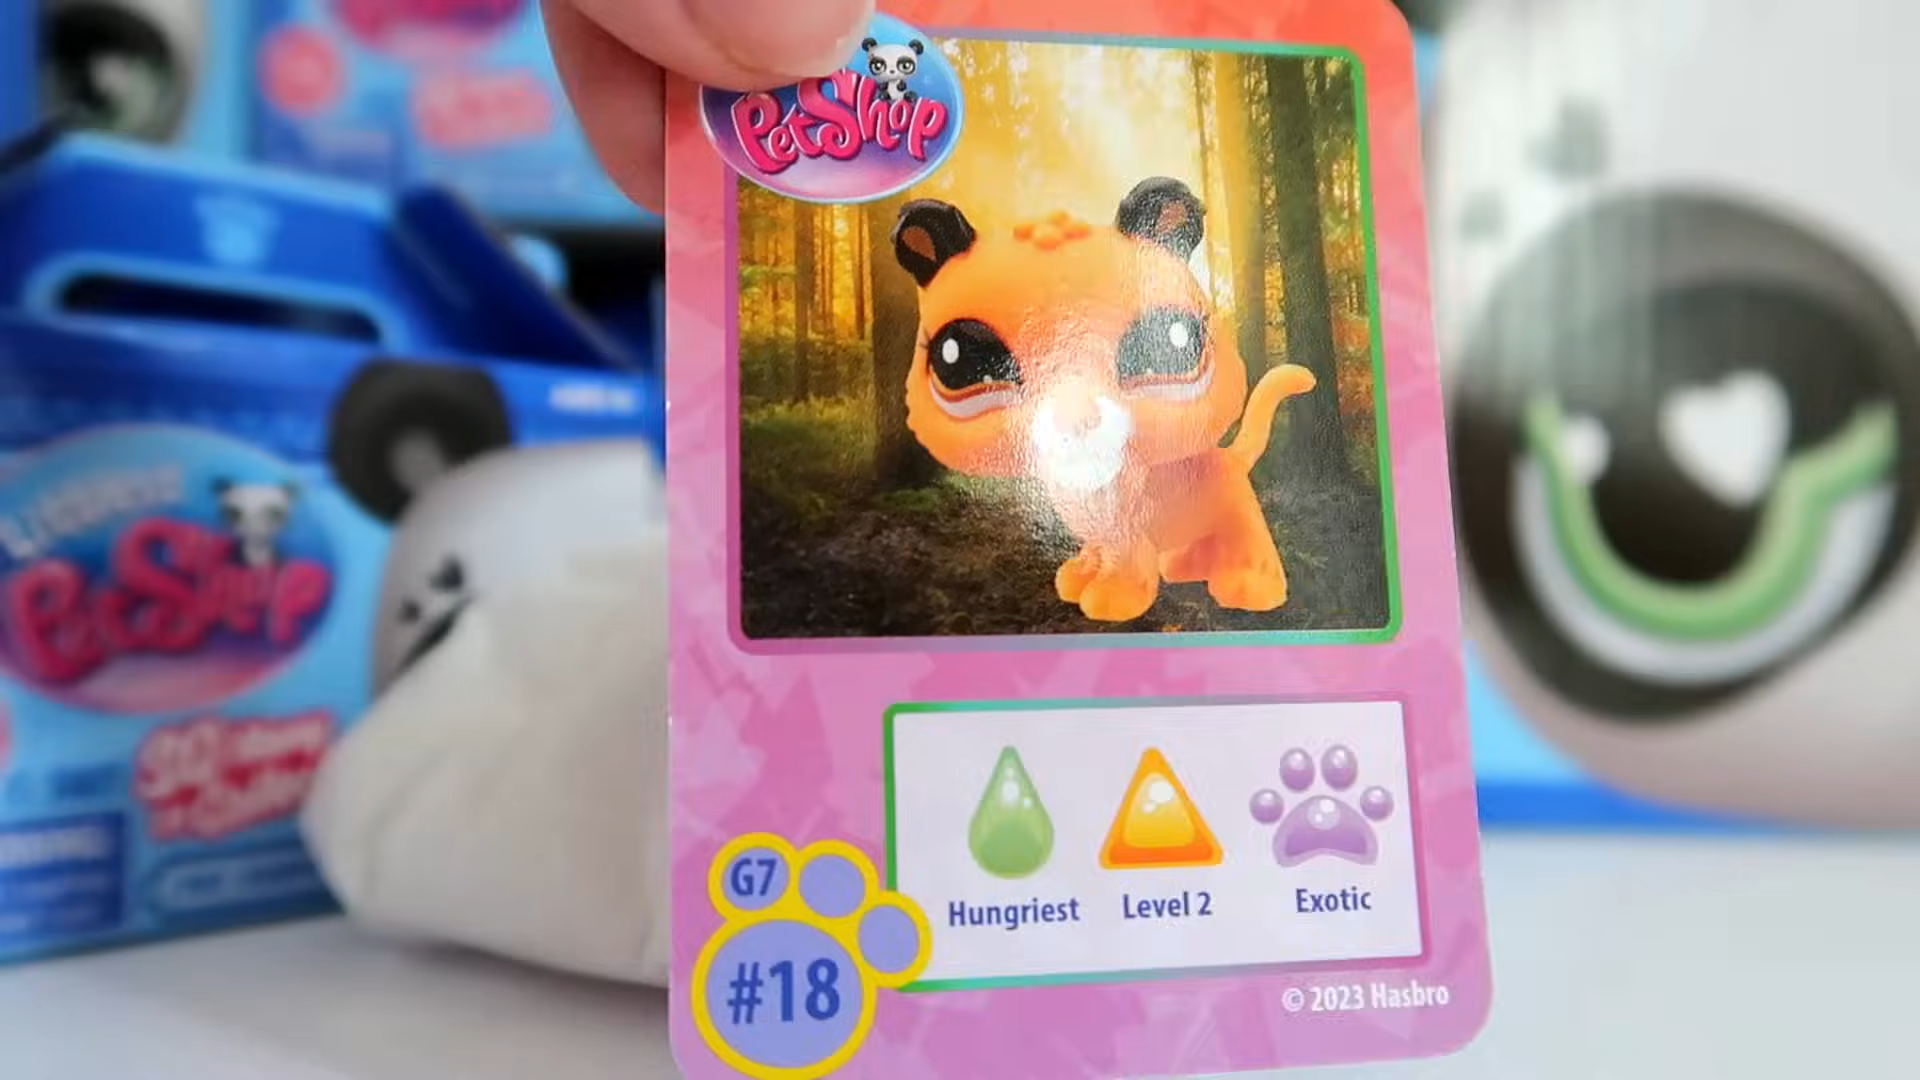 PetShop
Littlest
PetShop
G7
#18
Hungriest
Level 2
Exotic
© 2023 Hasbro